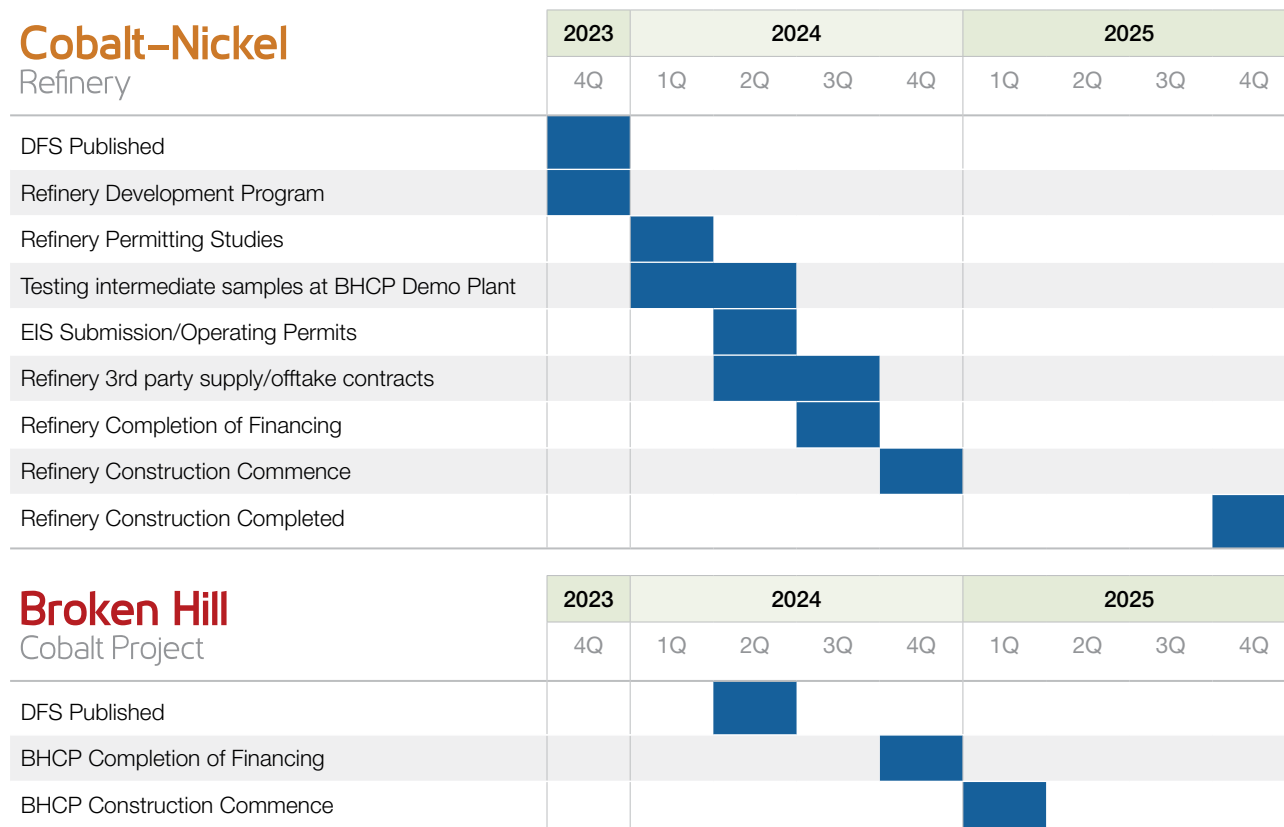 Cobalt–Nickel
Refinery
2023 2024 2025
4Q 1Q 2Q 3Q 4Q 1Q 2Q 3Q 4Q
DFS Published
Refinery Development Program
Refinery Permitting Studies
Testing intermediate samples at BHCP Demo Plant
EIS Submission/Operating Permits
Refinery 3rd party supply/offtake contracts
Refinery Completion of Financing
Refinery Construction Commence
Refinery Construction Completed
Broken Hill
Cobalt Project
2023 2024 2025
4Q 1Q 2Q 3Q 4Q 1Q 2Q 3Q 4Q
DFS Published
BHCP Completion of Financing
BHCP Construction Commence